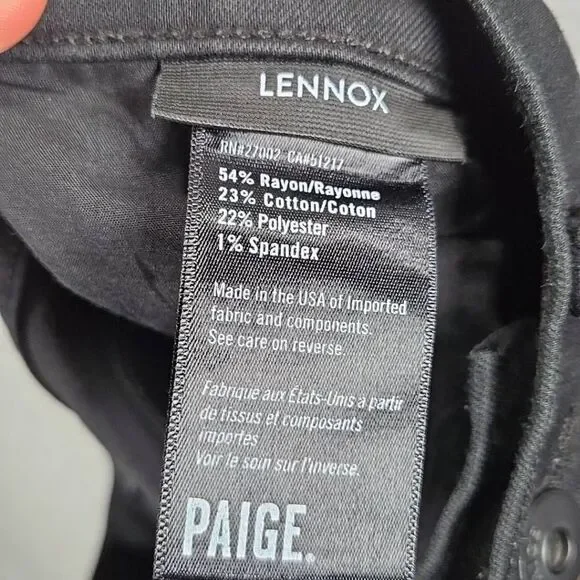 LENNOX
RN#27002 CA#51217
54% Rayon/Rayonne
23% Cotton/Coton
22% Polyester
1% Spandex
Made in the USA of Imported
fabric and components.
See care on reverse.
Fabriqué aux États-Unis à partir
de tissus et composants
importés
Voir le soin sur l'inverse.
PAIGE.